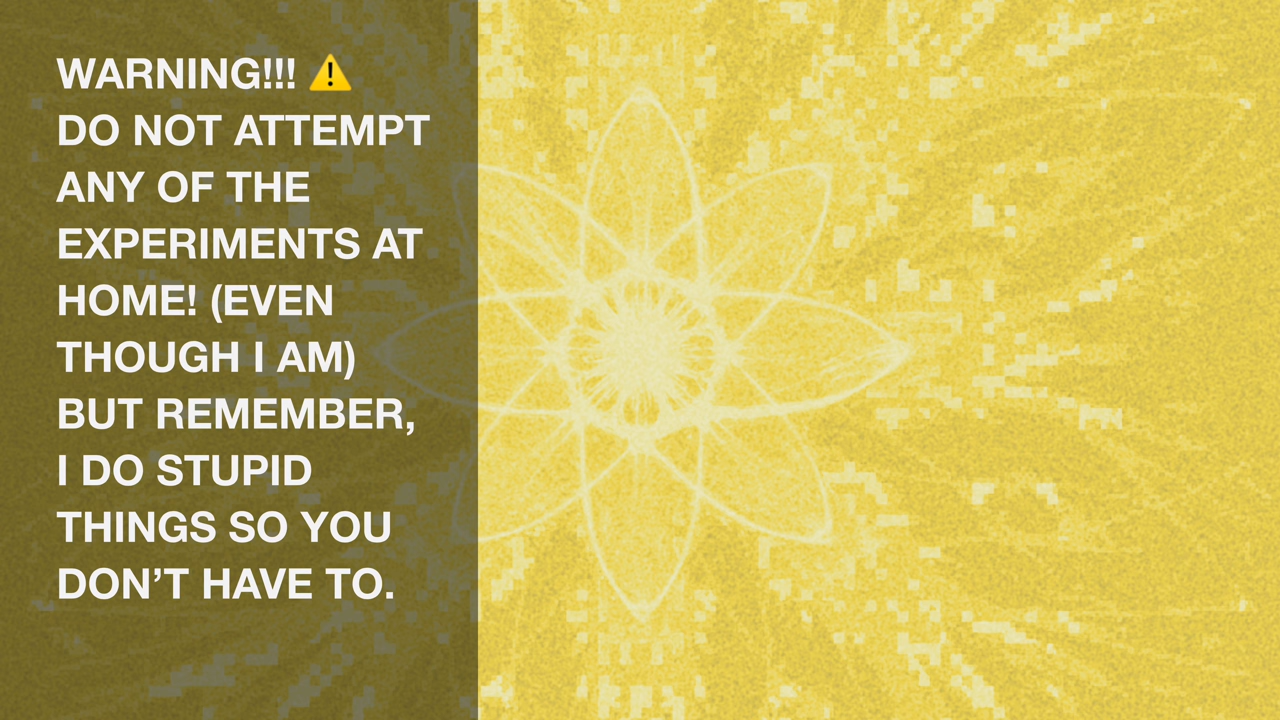 WARNING!!! ⚠️
DO NOT ATTEMPT
ANY OF THE
EXPERIMENTS AT
HOME! (EVEN
THOUGH I AM)
BUT REMEMBER,
I DO STUPID
THINGS SO YOU
DON’T HAVE TO.